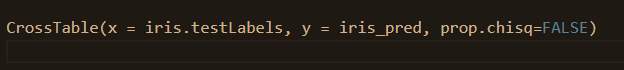 CrossTable(x = iris.testLabels, y = iris_pred, prop.chisq=FALSE)